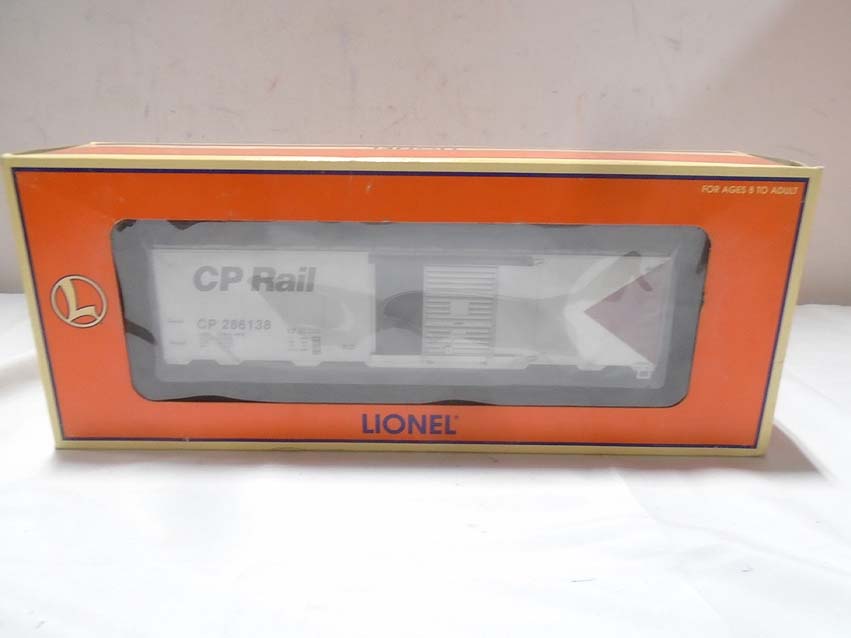 FOR AGES 8 TO ADULT
L
CP Rail
CP 286138
LIONEL